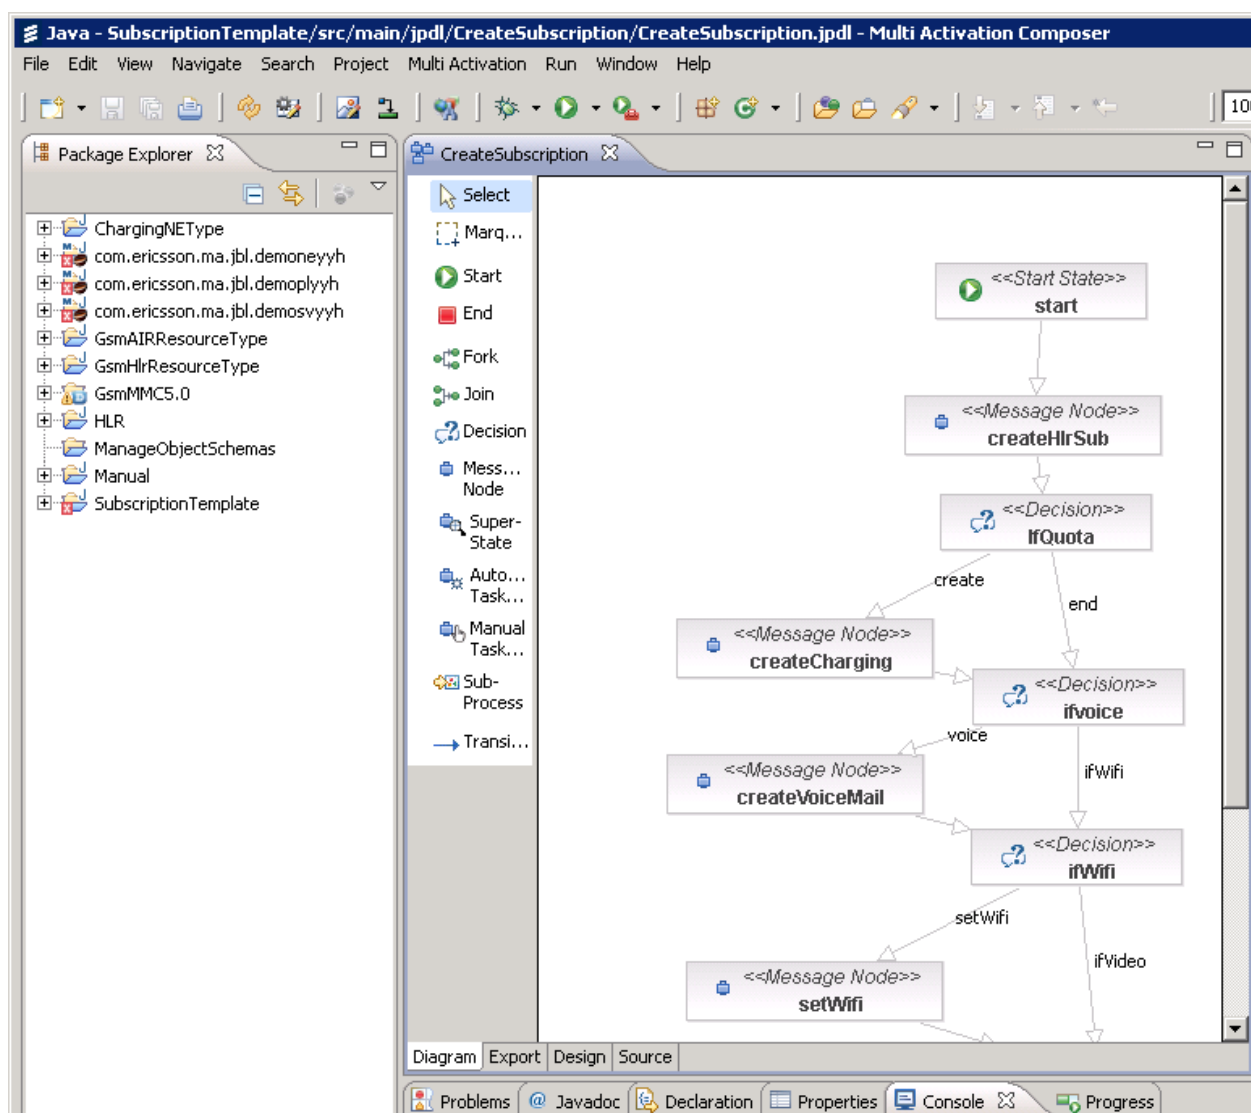 Java - SubscriptionTemplate/src/main/jpdl/CreateSubscription/CreateSubscription.jpdl - Multi Activation Composer
File Edit View Navigate Search Project Multi Activation Run Window Help
10
Package Explorer
CreateSubscription
ChargingNEType
com.ericsson.ma.jbl.demoneyyh
com.ericsson.ma.jbl.demoplyyh
com.ericsson.ma.jbl.demosvyyh
GsmAIRResourceType
GsmHlrResourceType
GsmMMC5.0
HLR
ManageObjectSchemas
Manual
SubscriptionTemplate
Select
Marq...
Start
End
Fork
Join
Decision
Mess...
Node
Super-
State
Auto...
Task...
Manual
Task...
Sub-
Process
Transi...
<<Start State>>
start
<<Message Node>>
createHlrSub
<<Decision>>
IfQuota
create
end
<<Message Node>>
createCharging
<<Decision>>
ifvoice
voice
ifWifi
<<Message Node>>
createVoiceMail
<<Decision>>
ifWifi
setWifi
ifVideo
<<Message Node>>
setWifi
Diagram Export Design Source
Problems Javadoc Declaration Properties Console Progress